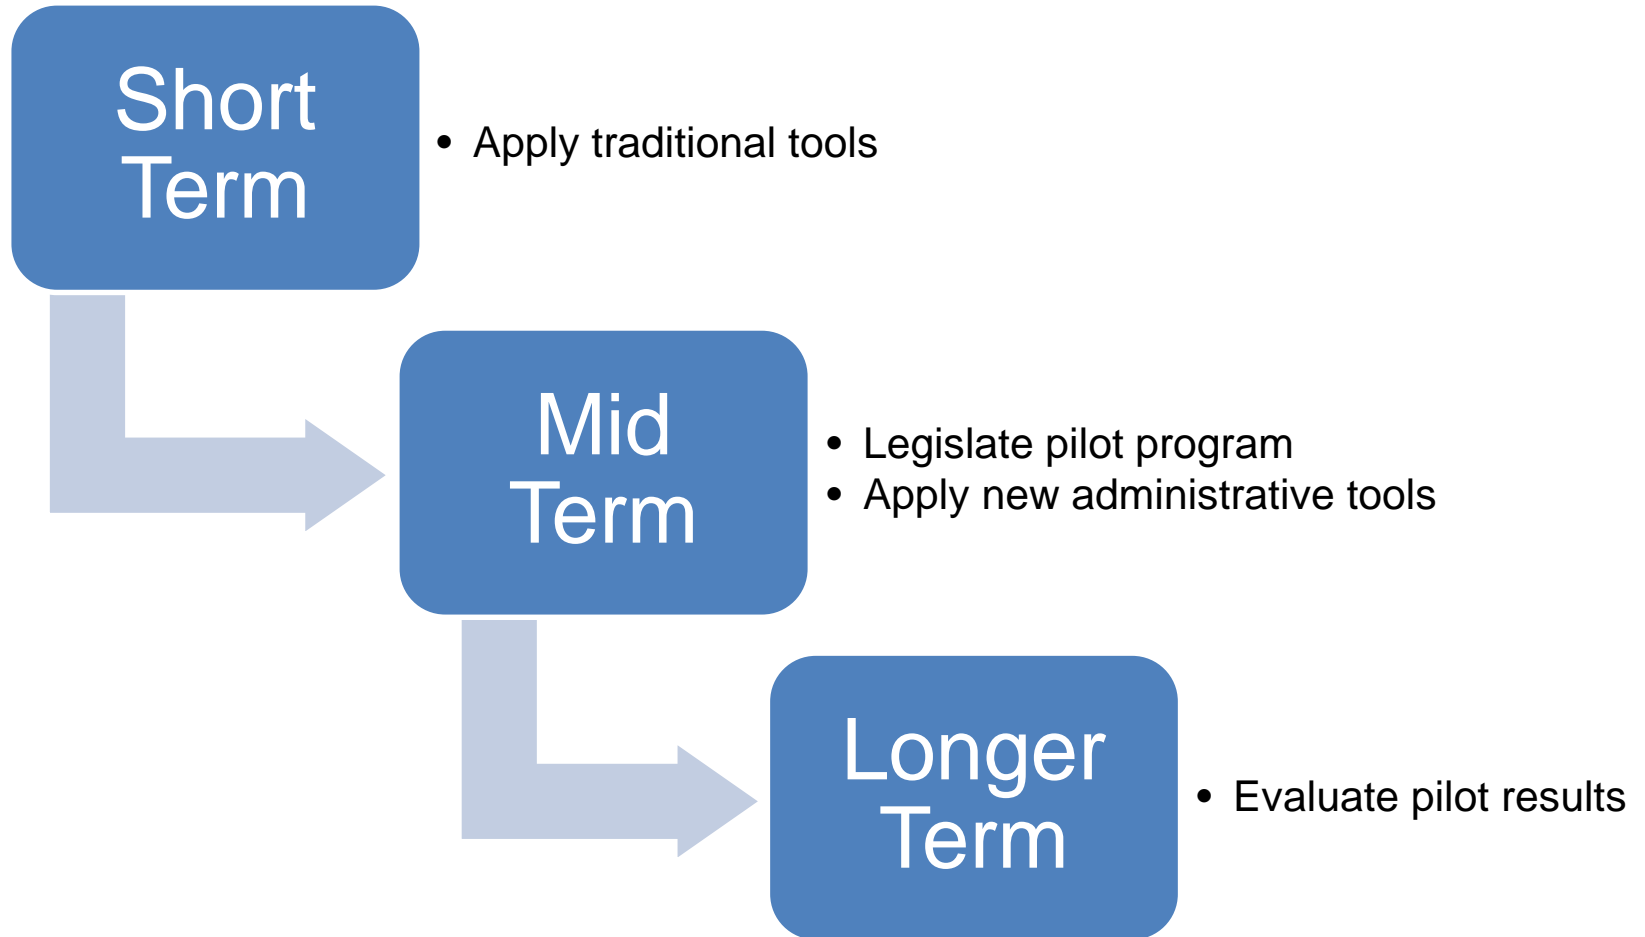 Short
Term
• Apply traditional tools
Mid
Term
• Legislate pilot program
• Apply new administrative tools
Longer
Term
• Evaluate pilot results